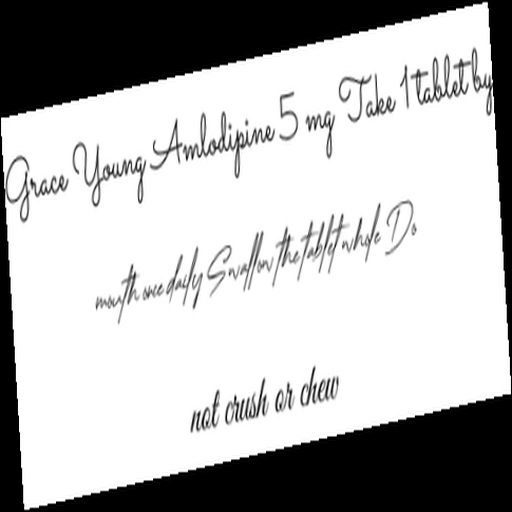 Grace Young Amlodipine 5 mg Take 1 tablet by
mouth once daily Swallow the tablet whole Do
not crush or chew